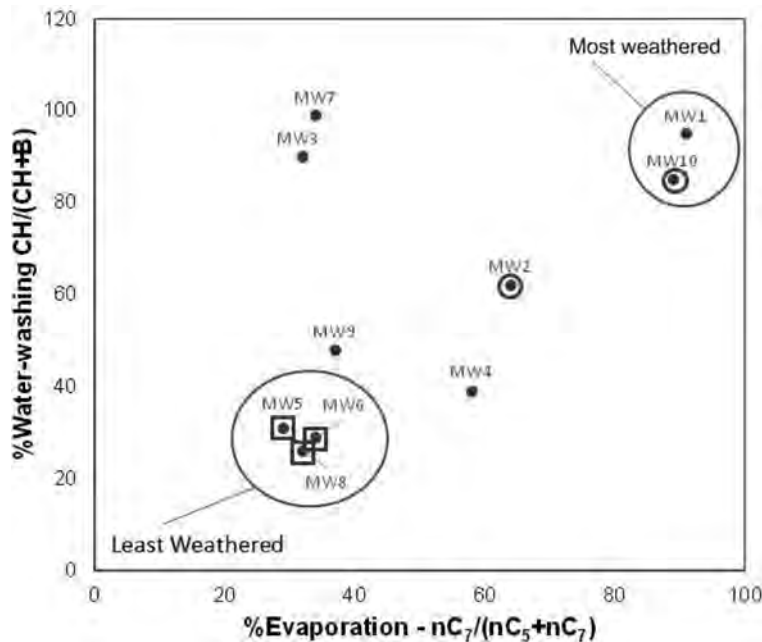 120
Most weathered
MW7
MW1
100
MW3
MW10
80
%Water-washing CH/(CH+B)
MW2
60
MW9
MW4
40
MW5
MW6
20
MW8
Least Weathered
0
0
20
40
60
80
100
%Evaporation - nC₇/(nC₅+nC₇)